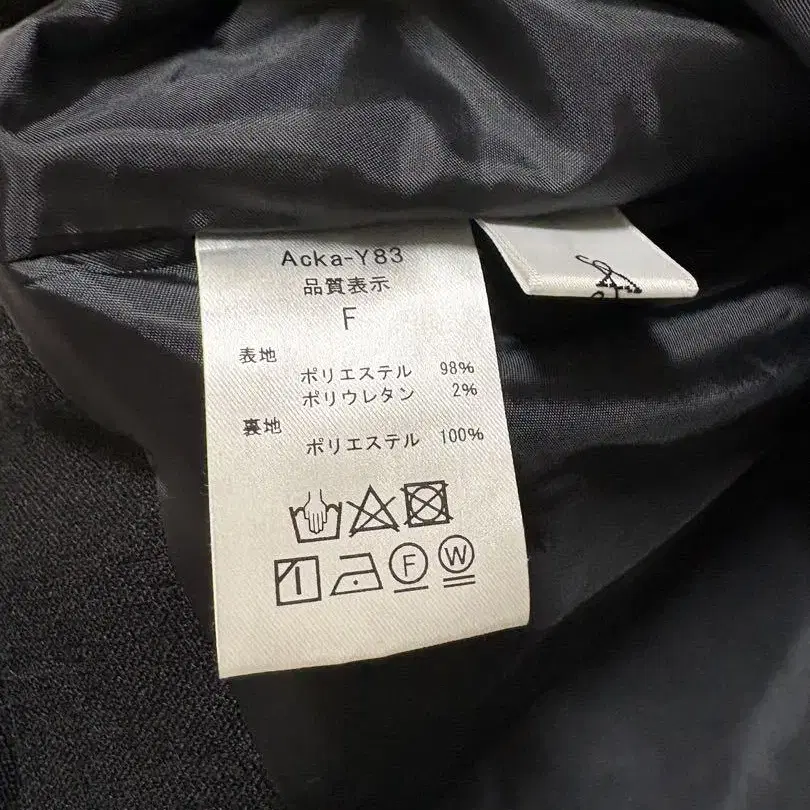 Acka-Y83
品質表示
F
表地
ポリエステル 98%
ポリウレタン 2%
裏地
ポリエステル 100%
F W